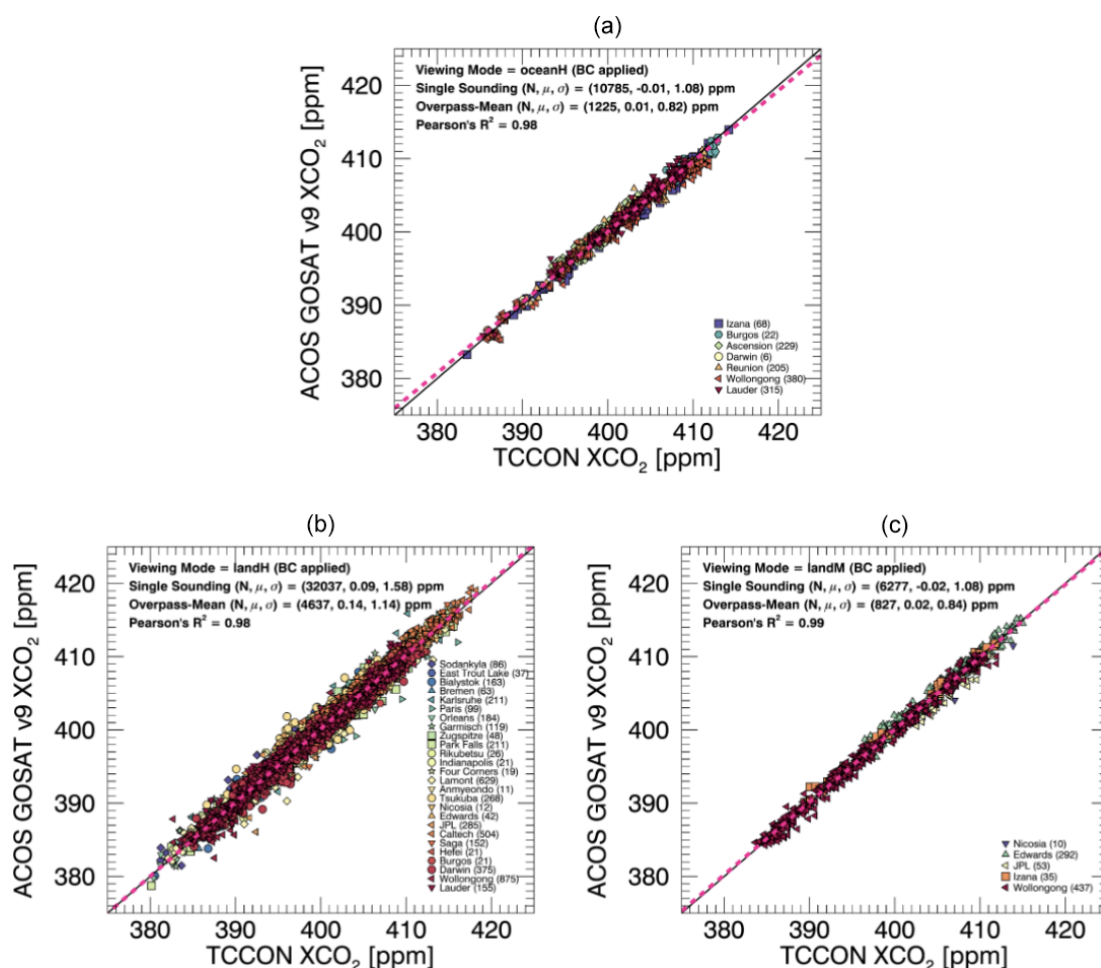 (a)
Viewing Mode = oceanH (BC applied)
Single Sounding (N, μ, σ) = (10785, -0.01, 1.08) ppm
Overpass-Mean (N, μ, σ) = (1225, 0.01, 0.82) ppm
Pearson's R² = 0.98
ACOS GOSAT v9 XCO₂ [ppm]
420
410
400
390
380
Izana (68)
Burgos (22)
Ascension (229)
Darwin (6)
Reunion (205)
Wollongong (380)
Lauder (315)
380 390 400 410 420
TCCON XCO₂ [ppm]
(b)
Viewing Mode = landH (BC applied)
Single Sounding (N, μ, σ) = (32037, 0.09, 1.58) ppm
Overpass-Mean (N, μ, σ) = (4637, 0.14, 1.14) ppm
Pearson's R² = 0.98
ACOS GOSAT v9 XCO₂ [ppm]
420
410
400
390
380
Sodankyla (86)
East Trout Lake (37)
Bialystok (163)
Bremen (63)
Karlsruhe (211)
Paris (99)
Orleans (184)
Garmisch (119)
Zugspitze (48)
Park Falls (211)
Rikubetsu (26)
Indianapolis (21)
Four Corners (19)
Lamont (629)
Anmyeondo (11)
Tsukuba (268)
Nicosia (12)
Edwards (42)
JPL (285)
Caltech (504)
Saga (152)
Hefei (21)
Burgos (21)
Darwin (375)
Wollongong (875)
Lauder (155)
380 390 400 410 420
TCCON XCO₂ [ppm]
(c)
Viewing Mode = landM (BC applied)
Single Sounding (N, μ, σ) = (6277, -0.02, 1.08) ppm
Overpass-Mean (N, μ, σ) = (827, 0.02, 0.84) ppm
Pearson's R² = 0.99
ACOS GOSAT v9 XCO₂ [ppm]
420
410
400
390
380
Nicosia (10)
Edwards (292)
JPL (53)
Izana (35)
Wollongong (437)
380 390 400 410 420
TCCON XCO₂ [ppm]